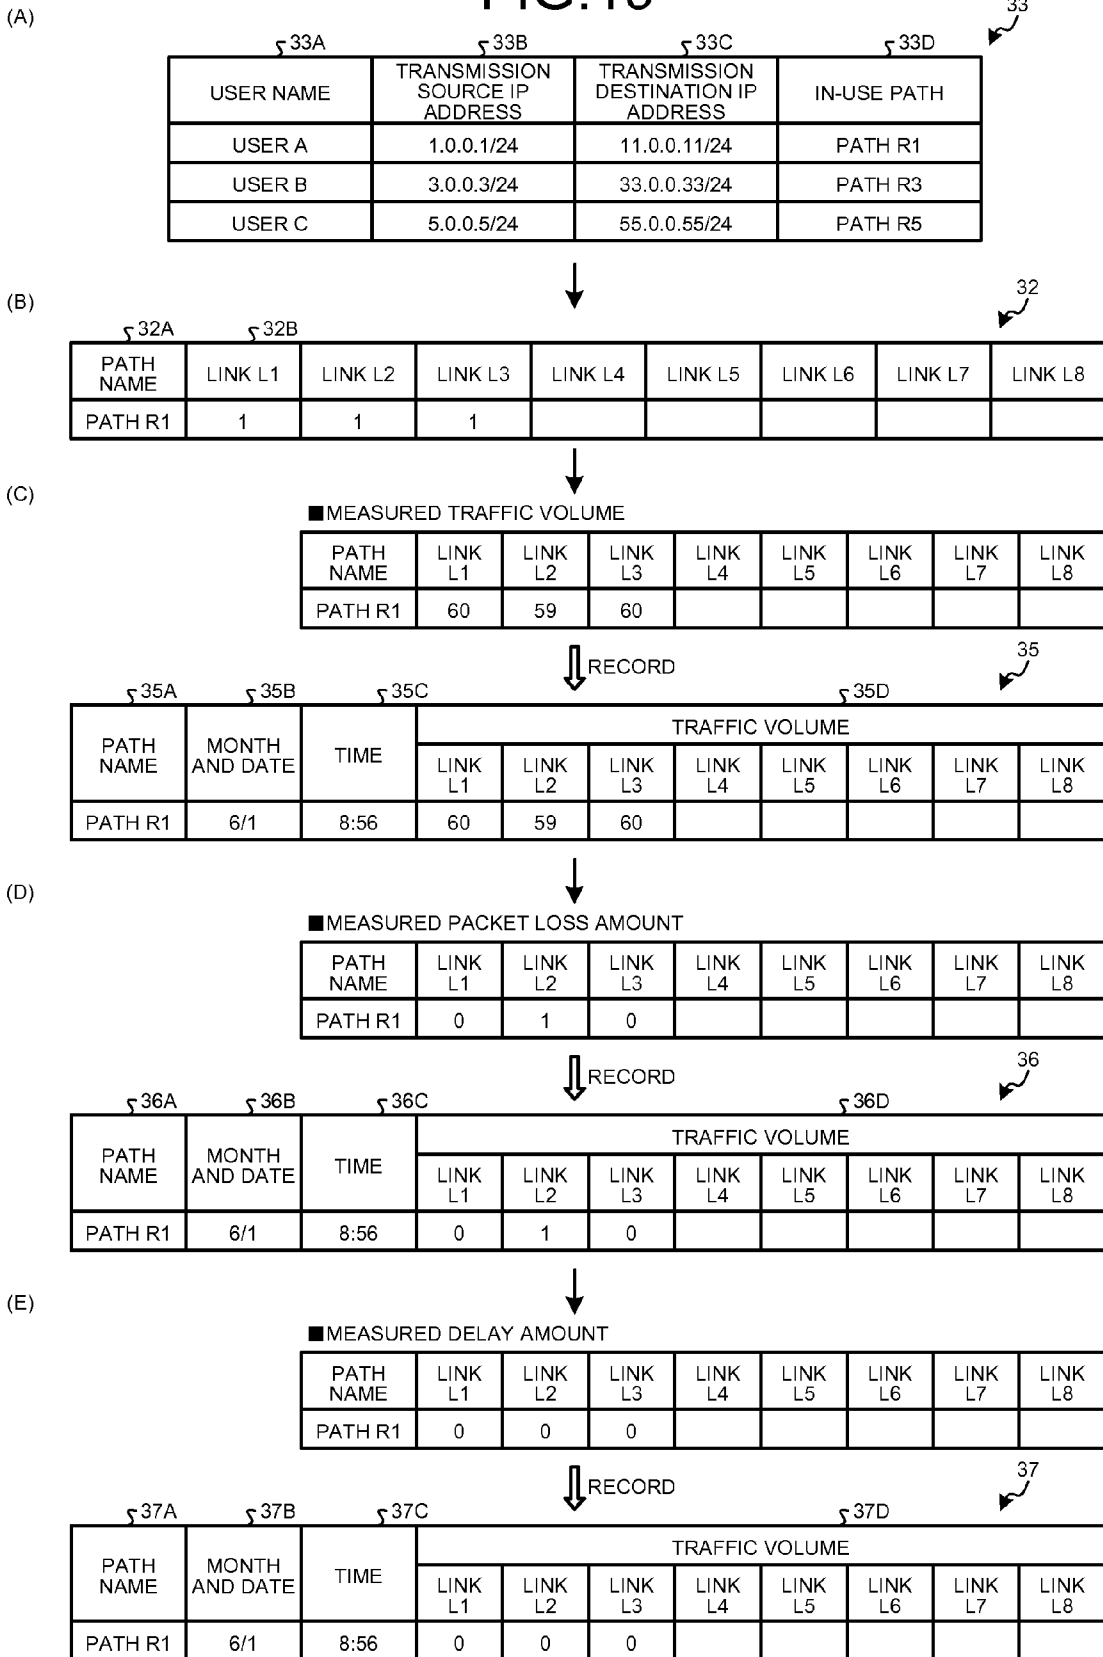 (A)
33
33A 33B 33C 33D
USER NAME TRANSMISSION SOURCE IP ADDRESS TRANSMISSION DESTINATION IP ADDRESS IN-USE PATH
USER A 1.0.0.1/24 11.0.0.11/24 PATH R1
USER B 3.0.0.3/24 33.0.0.33/24 PATH R3
USER C 5.0.0.5/24 55.0.0.55/24 PATH R5
(B)
32
32A 32B
PATH NAME LINK L1 LINK L2 LINK L3 LINK L4 LINK L5 LINK L6 LINK L7 LINK L8
PATH R1 1 1 1
(C)
■MEASURED TRAFFIC VOLUME
PATH NAME LINK L1 LINK L2 LINK L3 LINK L4 LINK L5 LINK L6 LINK L7 LINK L8
PATH R1 60 59 60
RECORD
35
35A 35B 35C 35D
PATH NAME MONTH AND DATE TIME TRAFFIC VOLUME
LINK L1 LINK L2 LINK L3 LINK L4 LINK L5 LINK L6 LINK L7 LINK L8
PATH R1 6/1 8:56 60 59 60
(D)
■MEASURED PACKET LOSS AMOUNT
PATH NAME LINK L1 LINK L2 LINK L3 LINK L4 LINK L5 LINK L6 LINK L7 LINK L8
PATH R1 0 1 0
RECORD
36
36A 36B 36C 36D
PATH NAME MONTH AND DATE TIME TRAFFIC VOLUME
LINK L1 LINK L2 LINK L3 LINK L4 LINK L5 LINK L6 LINK L7 LINK L8
PATH R1 6/1 8:56 0 1 0
(E)
■MEASURED DELAY AMOUNT
PATH NAME LINK L1 LINK L2 LINK L3 LINK L4 LINK L5 LINK L6 LINK L7 LINK L8
PATH R1 0 0 0
RECORD
37
37A 37B 37C 37D
PATH NAME MONTH AND DATE TIME TRAFFIC VOLUME
LINK L1 LINK L2 LINK L3 LINK L4 LINK L5 LINK L6 LINK L7 LINK L8
PATH R1 6/1 8:56 0 0 0